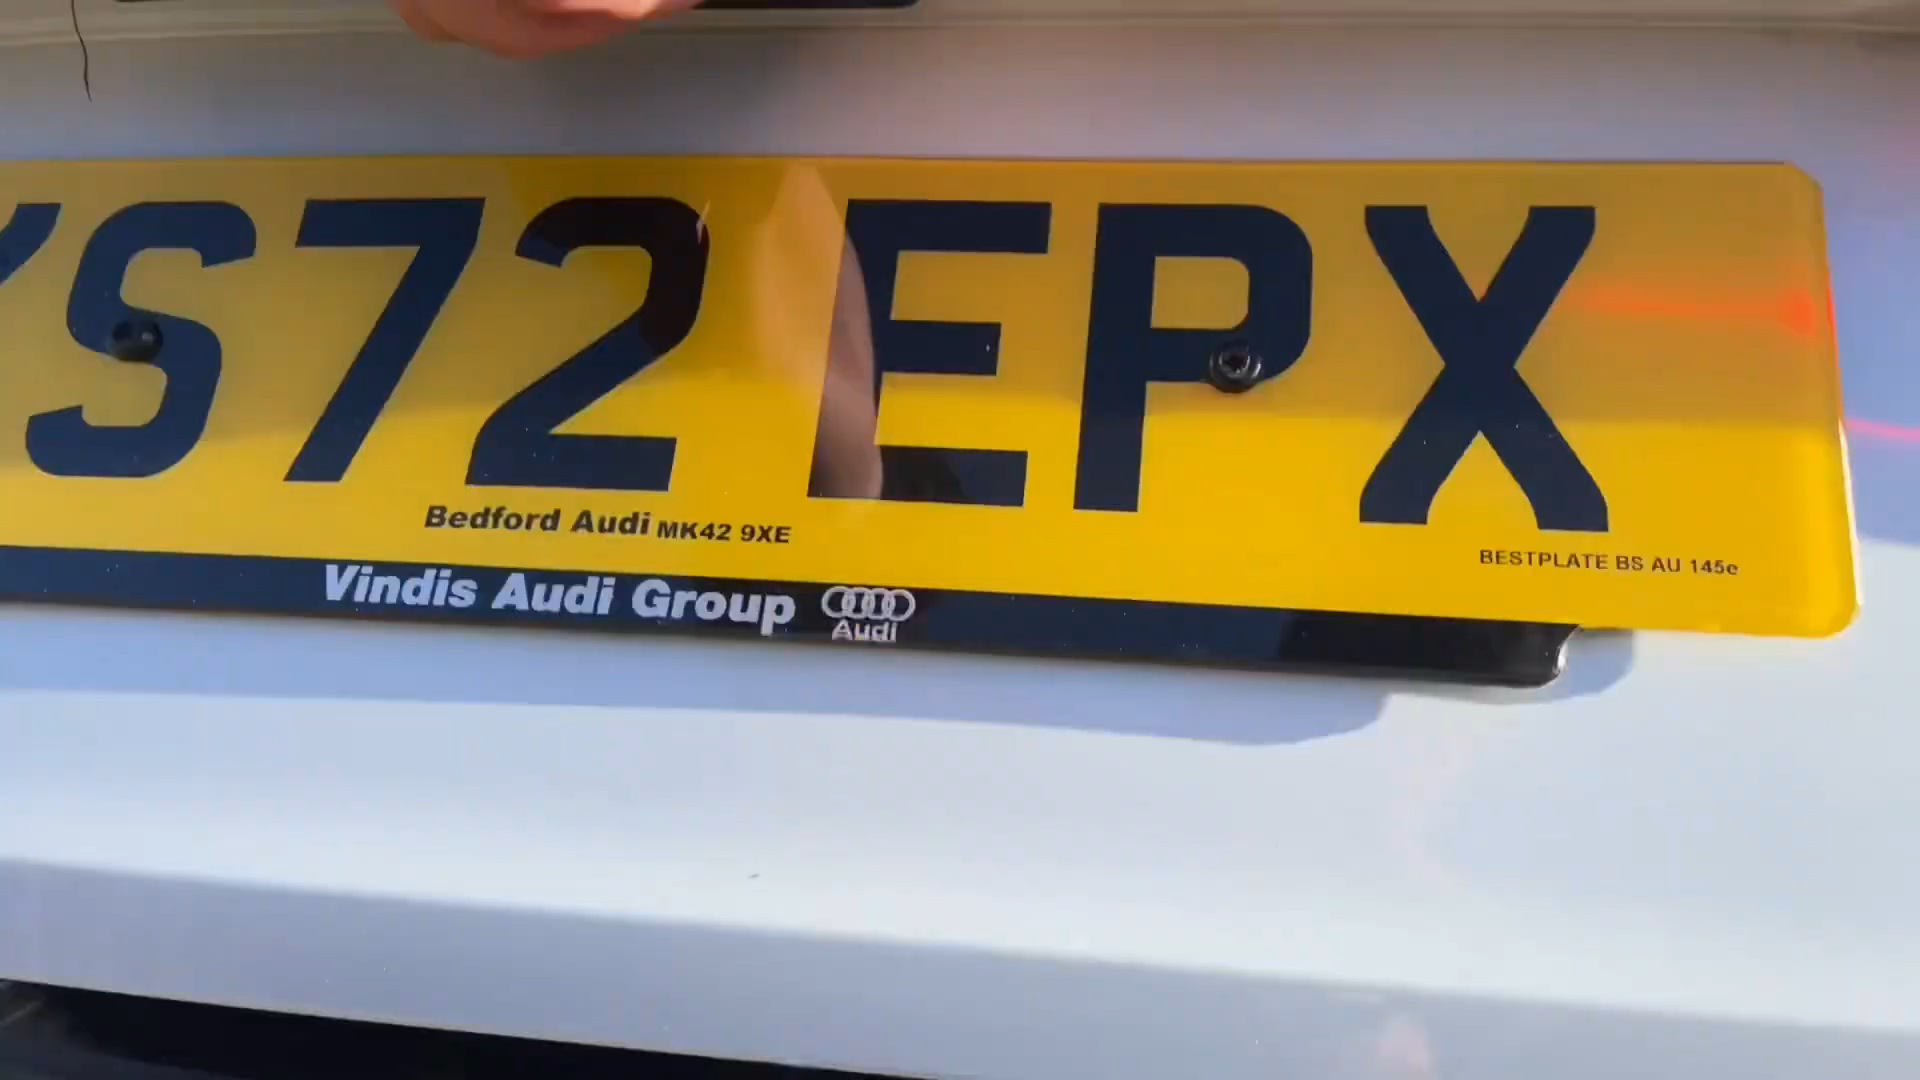 S72 EPX
Bedford Audi MK42 9XE
BESTPLATE BS AU 145e
Vindis Audi Group
Audi